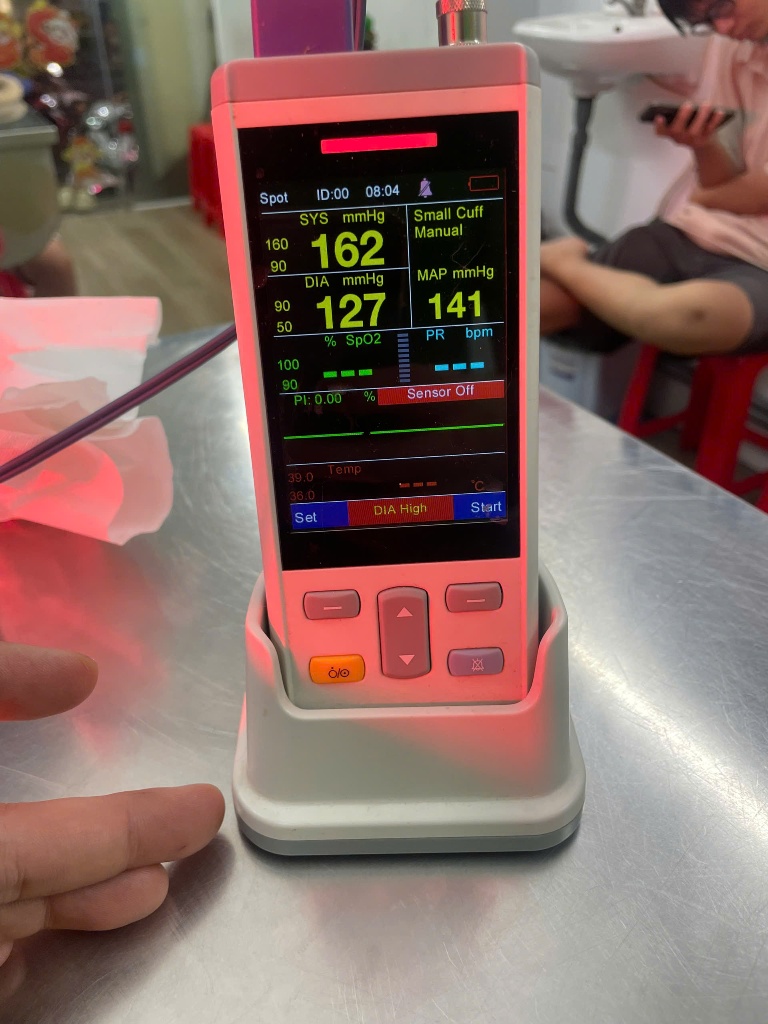 Spot ID:00 08:04
SYS mmHg
160
90
162
DIA mmHg
90
50
127
Small Cuff
Manual
MAP mmHg
141
% SpO2
100
90
---
PR bpm
---
PI: 0.00 %
Sensor Off
Temp
39.0
36.0
---
°C
Set
DIA High
Start